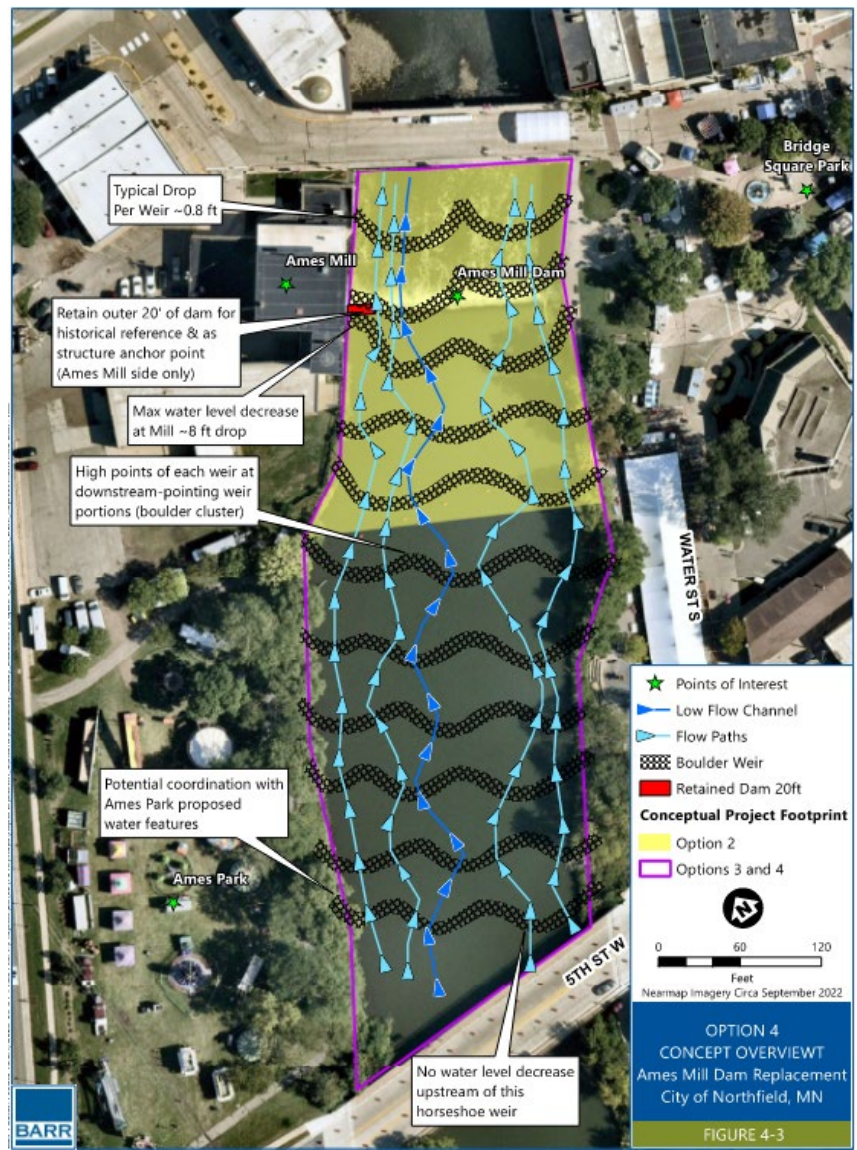 Bridge
Square Park
Typical Drop
Per Weir ~0.8 ft
Ames Mill
Ames Mill Dam
Retain outer 20' of dam for
historical reference & as
structure anchor point
(Ames Mill side only)
Max water level decrease
at Mill ~8 ft drop
High points of each weir at
downstream-pointing weir
portions (boulder cluster)
WATER ST S
Potential coordination with
Ames Park proposed
water features
Ames Park
5TH ST W
No water level decrease
upstream of this
horseshoe weir
Points of Interest
Low Flow Channel
Flow Paths
Boulder Weir
Retained Dam 20ft
Conceptual Project Footprint
Option 2
Options 3 and 4
N
0 60 120
Feet
Nearmap Imagery Circa September 2022
OPTION 4
CONCEPT OVERVIEWT
Ames Mill Dam Replacement
City of Northfield, MN
FIGURE 4-3
BARR